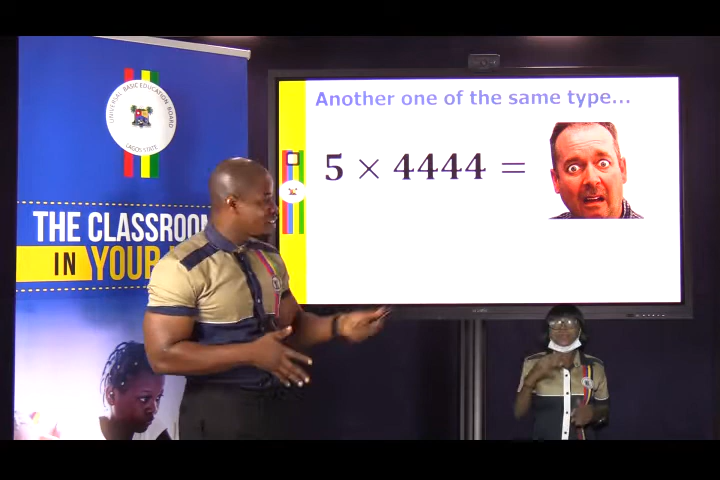 UNIVERSAL BASIC EDUCATION BOARD
LAGOS STATE
THE CLASSROOM
IN YOUR
Another one of the same type...
5 × 4444 =